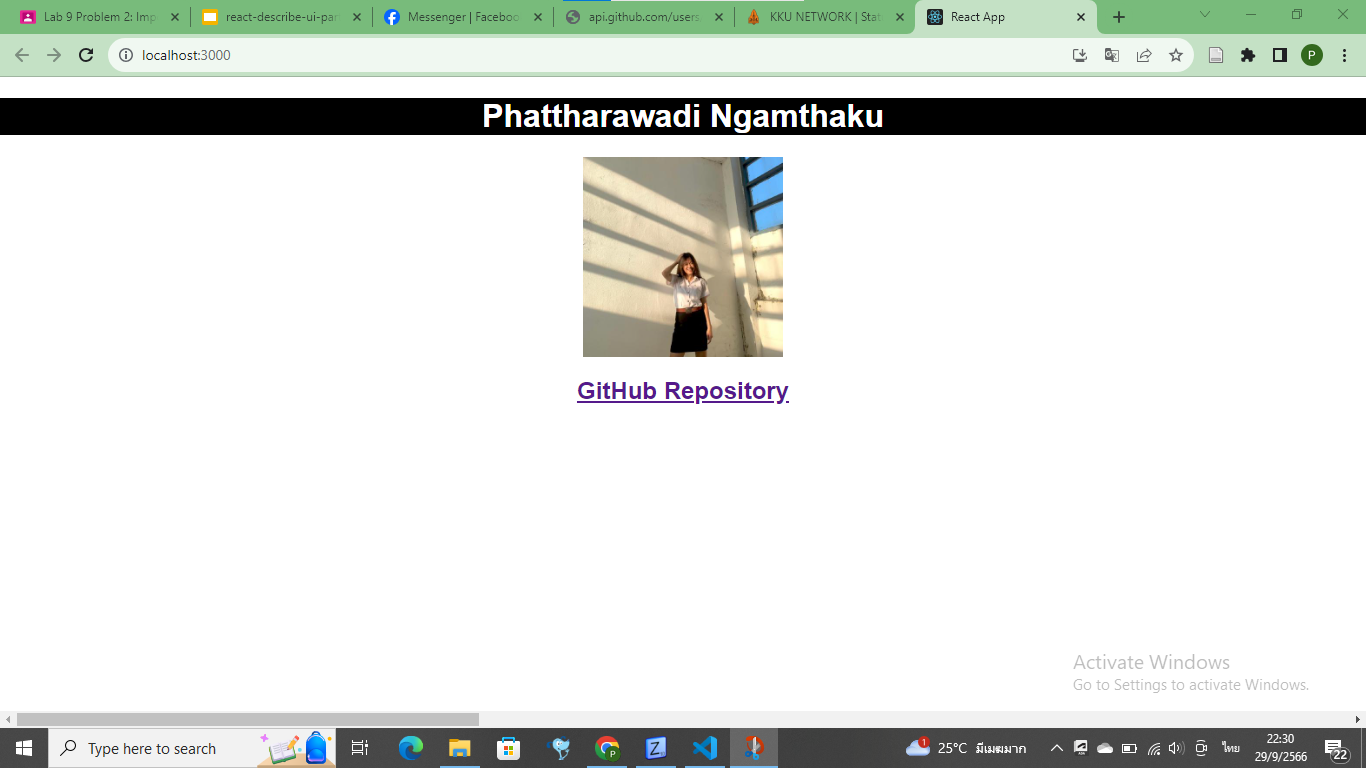 Lab 9 Problem 2: Imp
react-describe-ui-par
Messenger | Faceboo
api.github.com/users
KKU NETWORK | Stat
React App
localhost:3000
P
Phattharawadi Ngamthaku
GitHub Repository
Activate Windows
Go to Settings to activate Windows.
Type here to search
1
25°C มีเมฆมาก
ไทย
22:30
29/9/2566
22